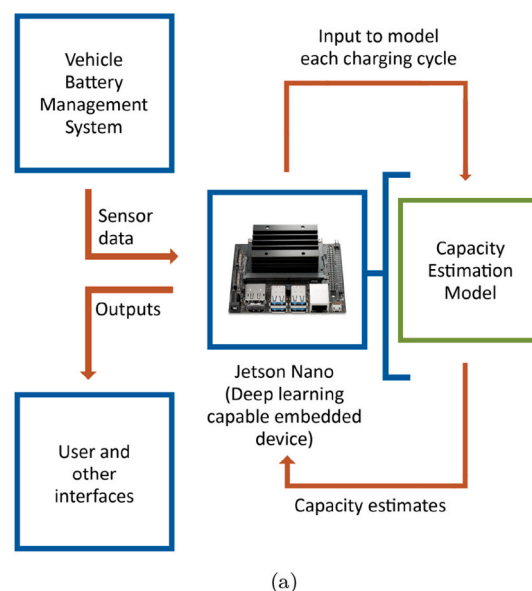 Vehicle
Battery
Management
System
Input to model
each charging cycle
Sensor
data
Outputs
Capacity
Estimation
Model
Jetson Nano
(Deep learning
capable embedded
device)
User and
other
interfaces
Capacity estimates
(a)